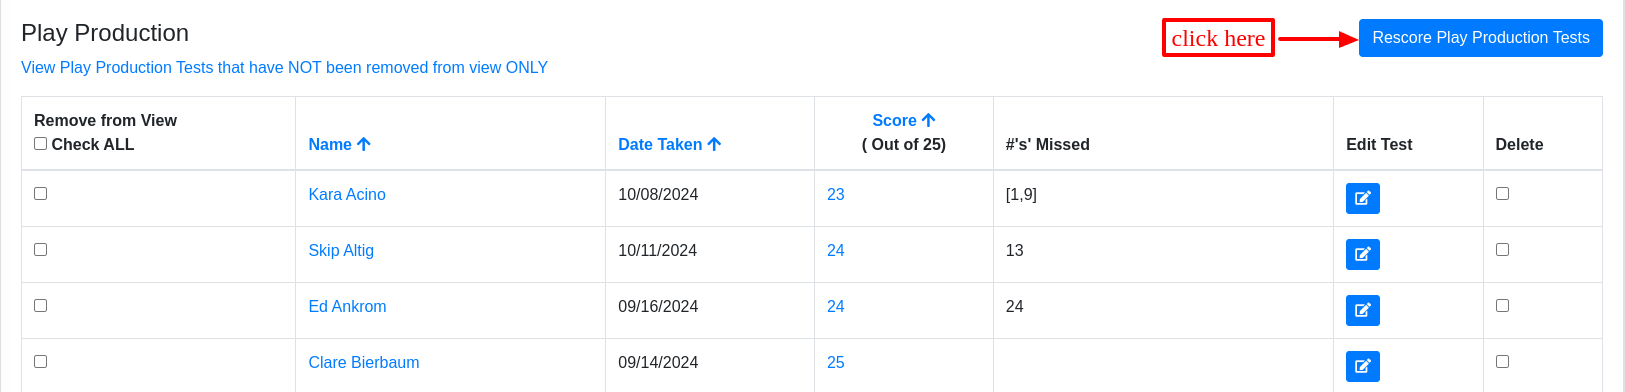 Play Production
click here
Rescore Play Production Tests
View Play Production Tests that have NOT been removed from view ONLY
Remove from View
Check ALL
Name
Date Taken
Score
( Out of 25)
#'s' Missed
Edit Test
Delete
Kara Acino 10/08/2024 23 [1,9]
Skip Altig 10/11/2024 24 13
Ed Ankrom 09/16/2024 24 24
Clare Bierbaum 09/14/2024 25